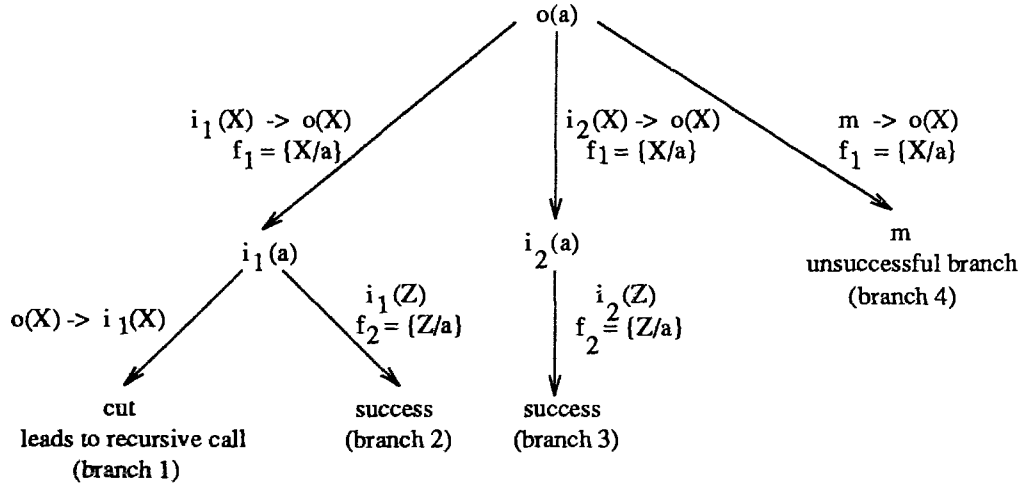 o(a)
i1(X) -> o(X)
f1 = {X/a}
i2(X) -> o(X)
f1 = {X/a}
m -> o(X)
f1 = {X/a}
i1(a)
i2(a)
m
unsuccessful branch
(branch 4)
o(X) -> i1(X)
i1(Z)
f2 = {Z/a}
i2(Z)
f2 = {Z/a}
cut
leads to recursive call
(branch 1)
success
(branch 2)
success
(branch 3)